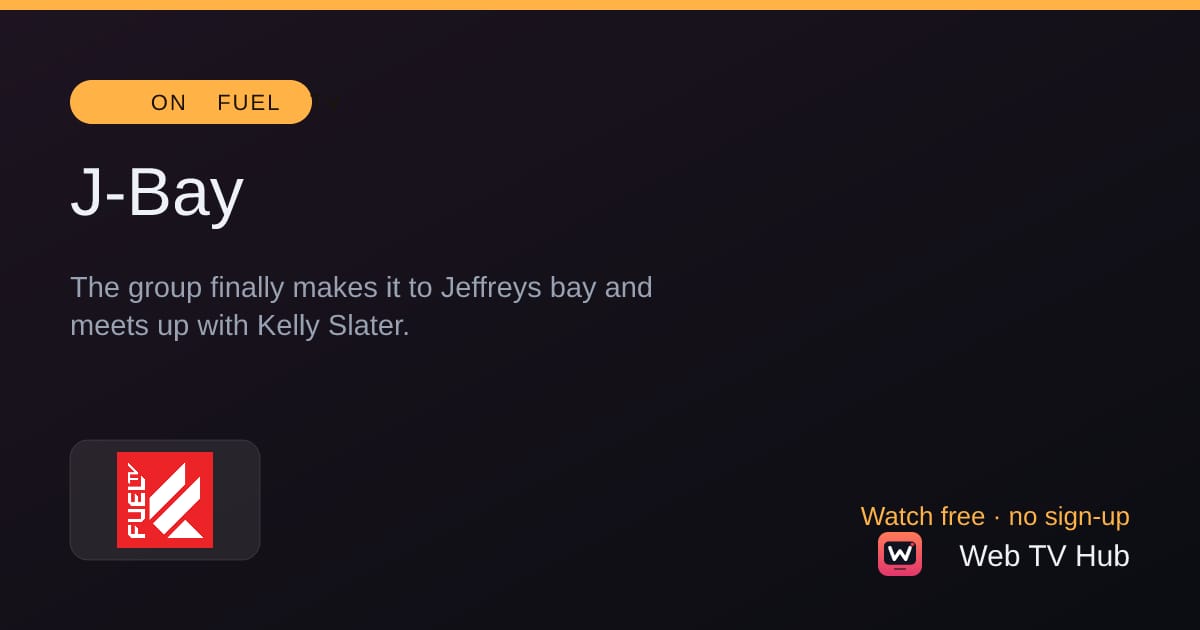 ON FUEL
J-Bay
The group finally makes it to Jeffreys bay and
meets up with Kelly Slater.
FUEL TV
Watch free · no sign-up
W
Web TV Hub